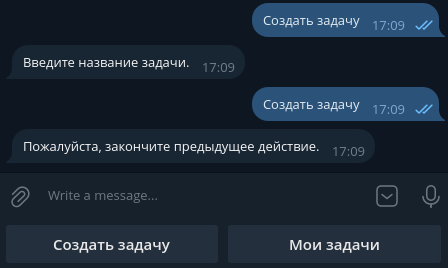 Создать задачу 17:09
Введите название задачи. 17:09
Создать задачу 17:09
Пожалуйста, закончите предыдущее действие. 17:09
Write a message...
Создать задачу Мои задачи